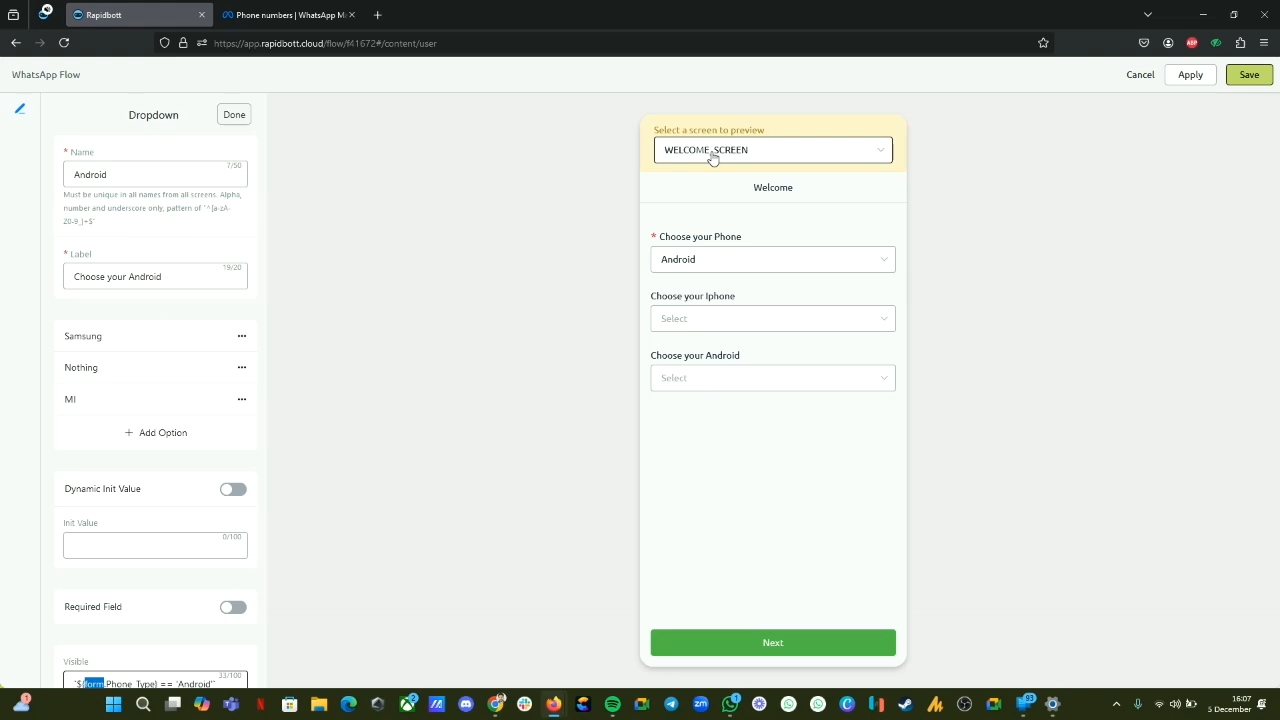 Rapidbott
Phone numbers | WhatsApp M
https://app.rapidbott.cloud/flow/f41672#/content/user
WhatsApp Flow
Cancel
Apply
Save
Dropdown
Done
* Name
7/50
Android
Must be unique in all names from all screens. Alpha,
number and underscore only, pattern of "^[a-zA-
Z0-9_]+$"
* Label
19/20
Choose your Android
Samsung
Nothing
MI
+ Add Option
Dynamic Init Value
Init Value
0/100
Required Field
Visible
33/100
`${form.Phone_Type} == 'Android'`
Select a screen to preview
WELCOME_SCREEN
Welcome
* Choose your Phone
Android
Choose your Iphone
Select
Choose your Android
Select
Next
16:07
5 December